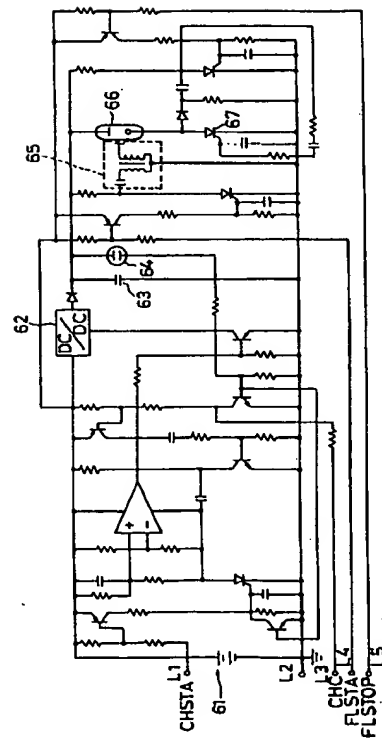 62
DC/DC
63
64
65
66
67
+
-
61
CHSTA L1
L2
L3
CHC
L4
FLSTA
FLSTOP L5